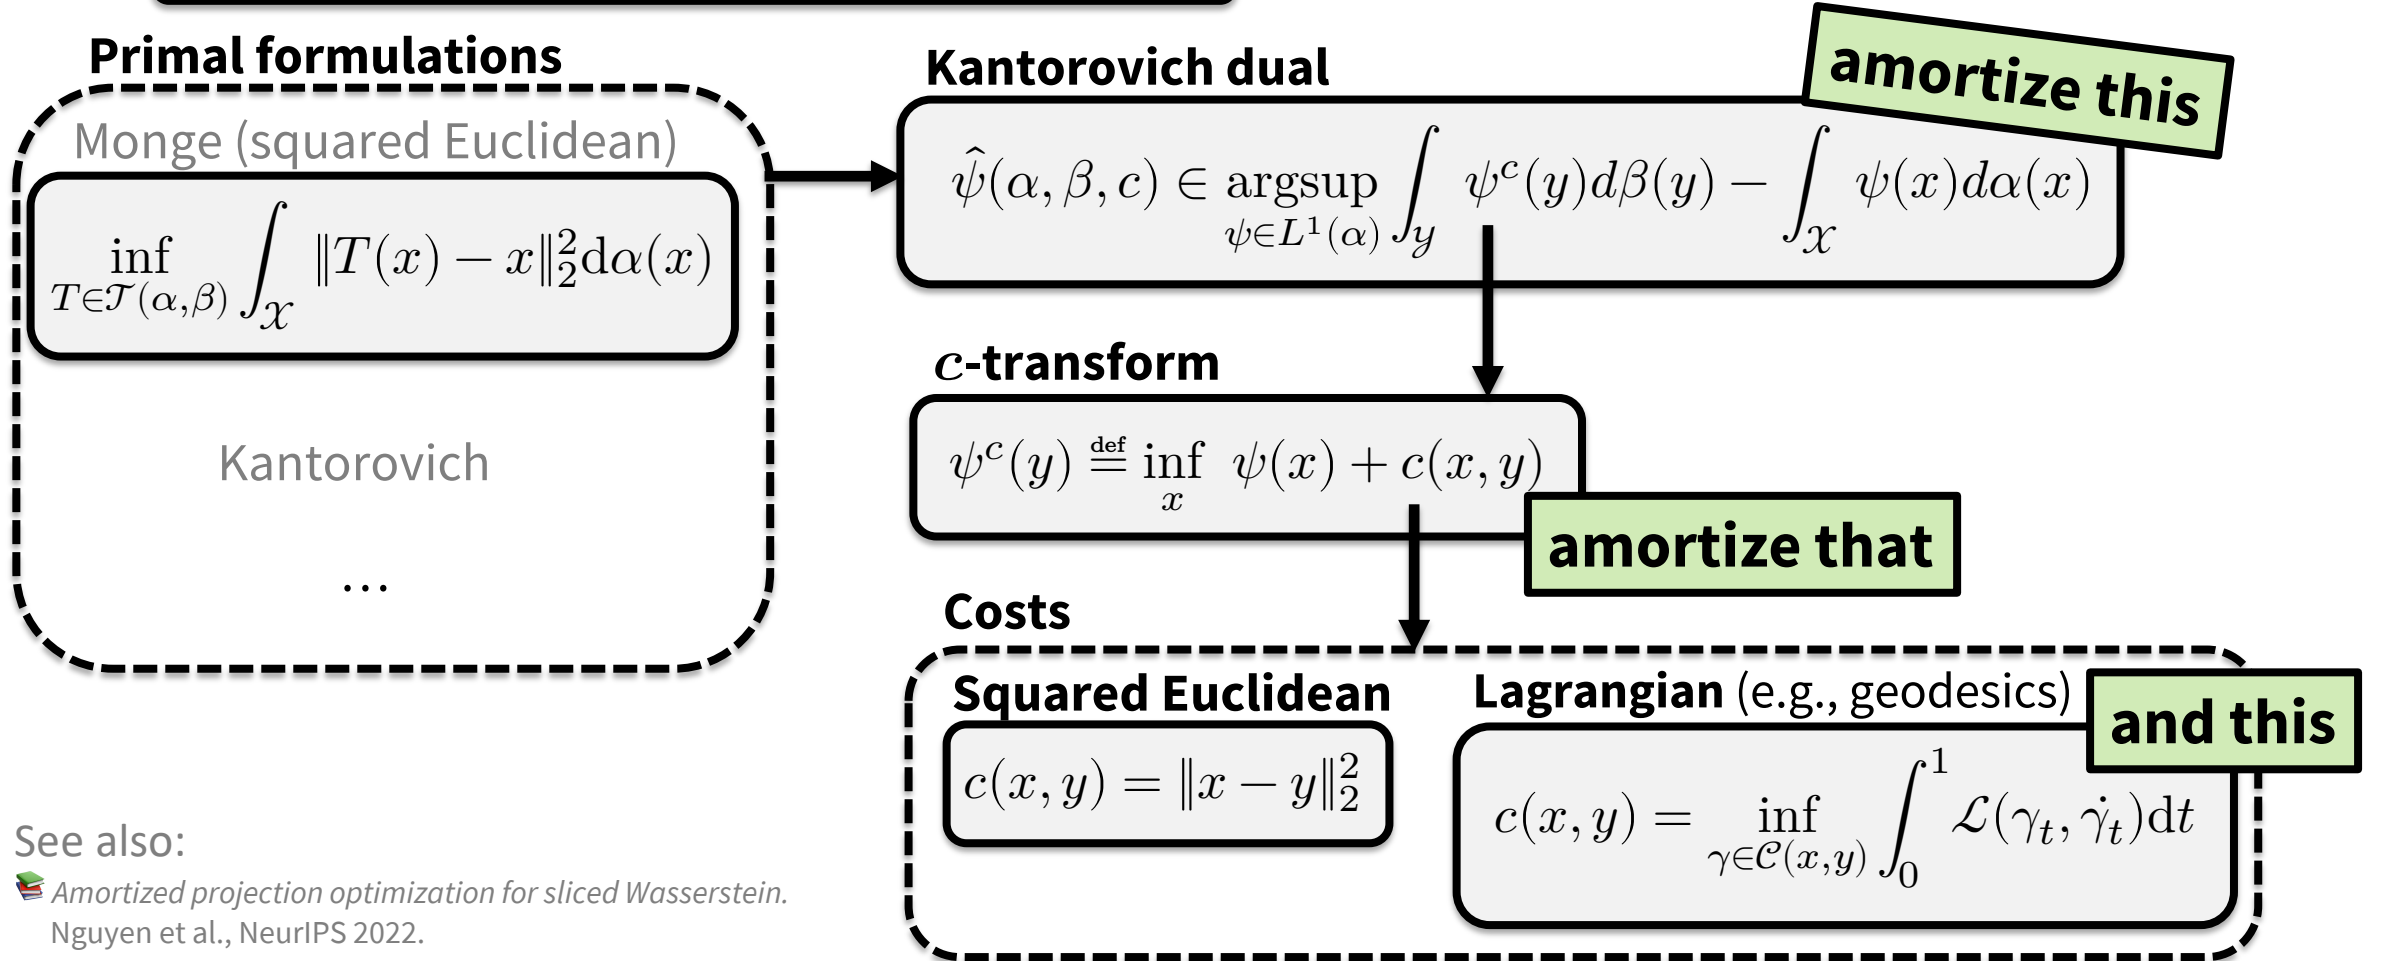 Primal formulations
Monge (squared Euclidean)
inf_{T∈𝒯(α,β)} ∫_𝒳 ‖T(x) − x‖₂² dα(x)
Kantorovich
...
See also:
Amortized projection optimization for sliced Wasserstein.
Nguyen et al., NeurIPS 2022.
Kantorovich dual
amortize this
ψ̂(α, β, c) ∈ argsup_{ψ∈L¹(α)} ∫_𝒴 ψᶜ(y)dβ(y) − ∫_𝒳 ψ(x)dα(x)
c-transform
ψᶜ(y) ≝ inf_x ψ(x) + c(x, y)
amortize that
Costs
Squared Euclidean
c(x, y) = ‖x − y‖₂²
Lagrangian (e.g., geodesics)
and this
c(x, y) = inf_{γ∈𝒞(x,y)} ∫₀¹ ℒ(γₜ, γ̇ₜ)dt